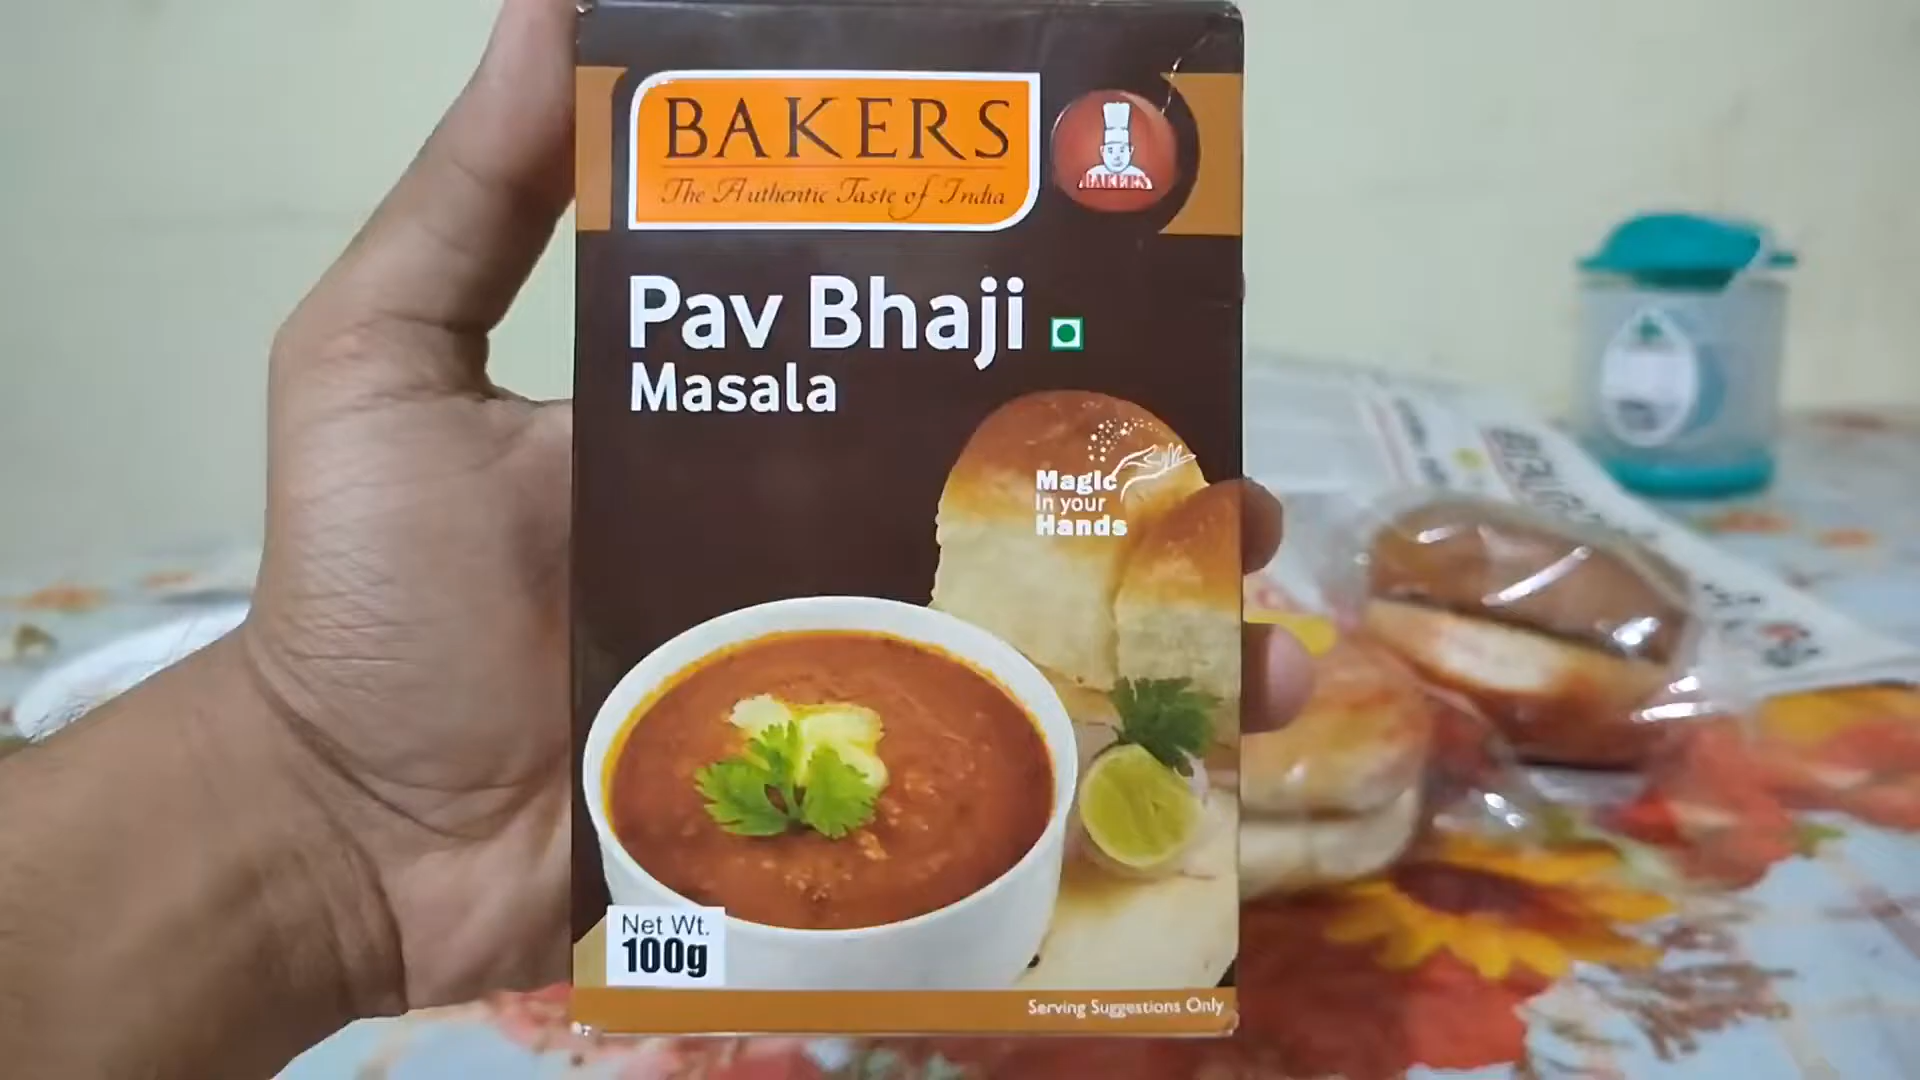 BAKERS
The Authentic Taste of India
BAKERS
Pav Bhaji
Masala
Magic
In your
Hands
Net Wt.
100g
Serving Suggestions Only